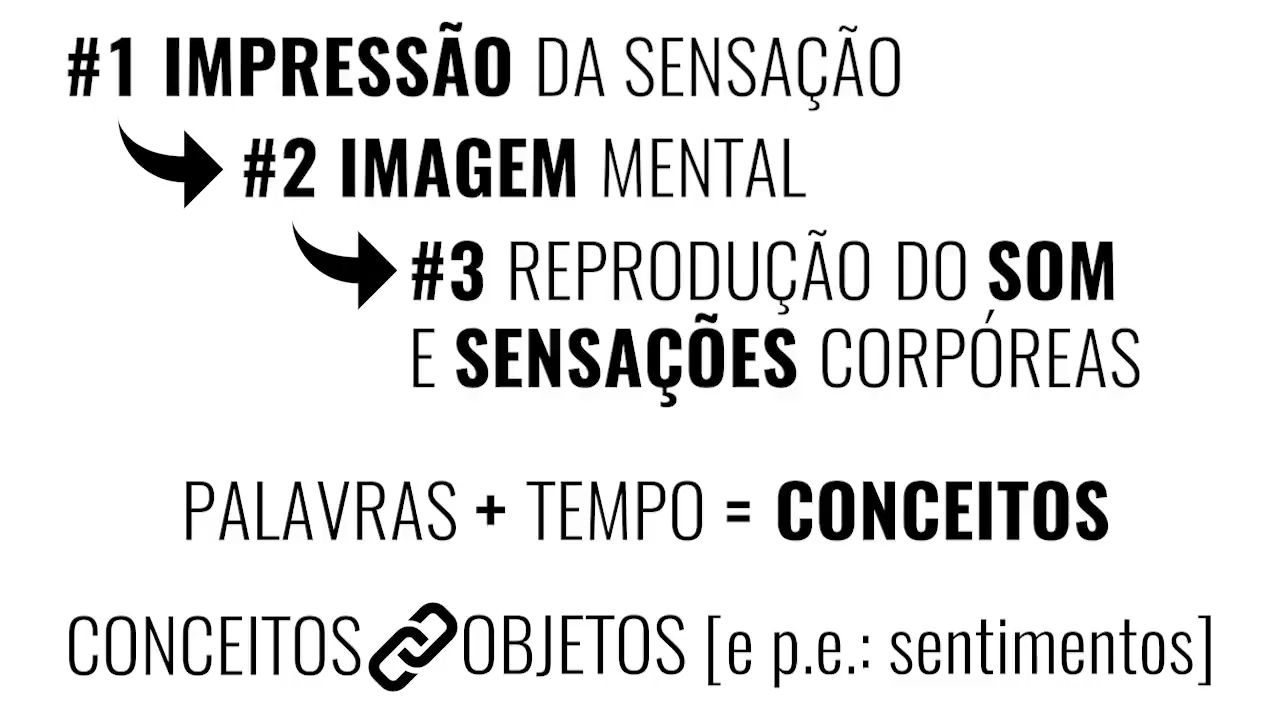 #1 IMPRESSÃO DA SENSAÇÃO
#2 IMAGEM MENTAL
#3 REPRODUÇÃO DO SOM
E SENSAÇÕES CORPÓREAS
PALAVRAS + TEMPO = CONCEITOS
CONCEITOS OBJETOS [e p.e.: sentimentos]